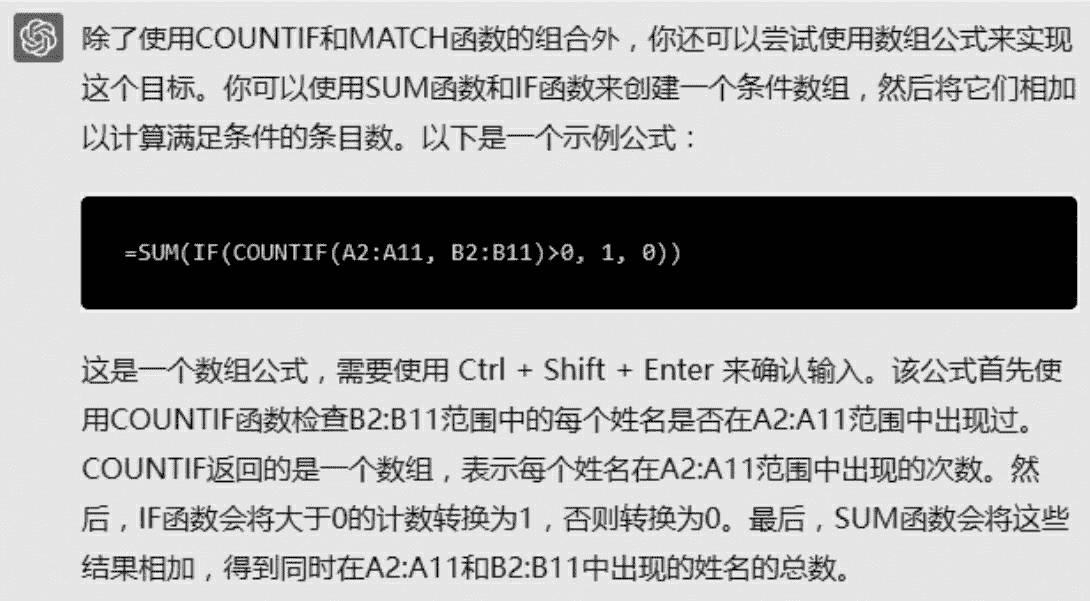 除了使用COUNTIF和MATCH函数的组合外，你还可以尝试使用数组公式来实现
这个目标。你可以使用SUM函数和IF函数来创建一个条件数组，然后将它们相加
以计算满足条件的条目数。以下是一个示例公式：
=SUM(IF(COUNTIF(A2:A11, B2:B11)>0, 1, 0))
这是一个数组公式，需要使用 Ctrl + Shift + Enter 来确认输入。该公式首先使
用COUNTIF函数检查B2:B11范围中的每个姓名是否在A2:A11范围中出现过。
COUNTIF返回的是一个数组，表示每个姓名在A2:A11范围中出现的次数。然
后，IF函数会将大于0的计数转换为1，否则转换为0。最后，SUM函数会将这些
结果相加，得到同时在A2:A11和B2:B11中出现的姓名的总数。